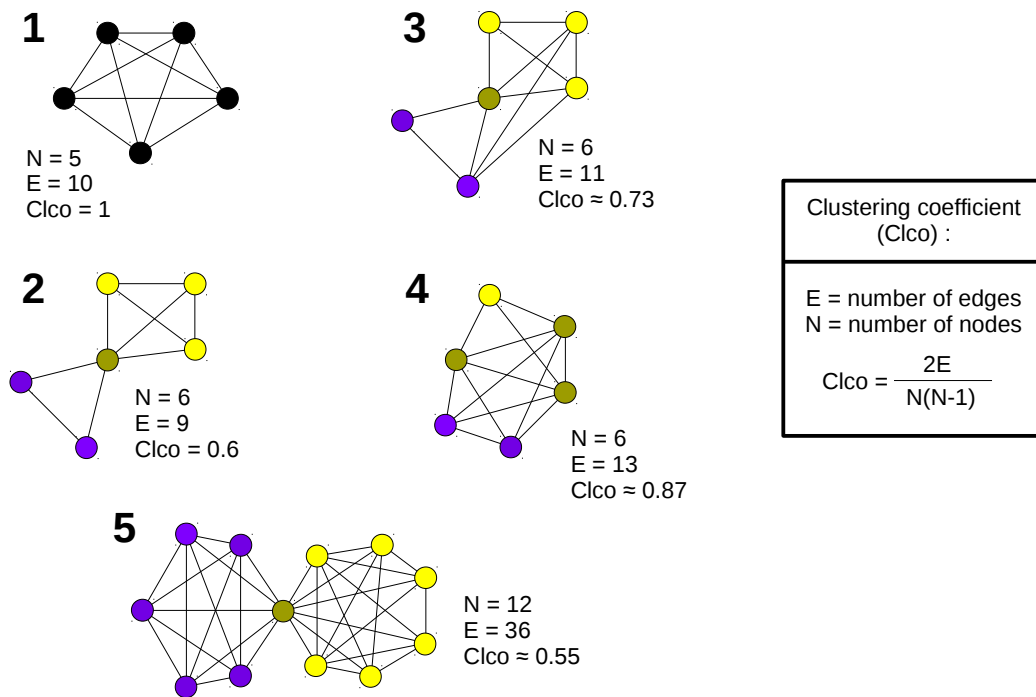 1
N = 5
E = 10
Clco = 1
2
N = 6
E = 9
Clco = 0.6
3
N = 6
E = 11
Clco ≈ 0.73
4
N = 6
E = 13
Clco ≈ 0.87
5
N = 12
E = 36
Clco ≈ 0.55
Clustering coefficient
(Clco) :
E = number of edges
N = number of nodes
Clco = 2E
N(N-1)